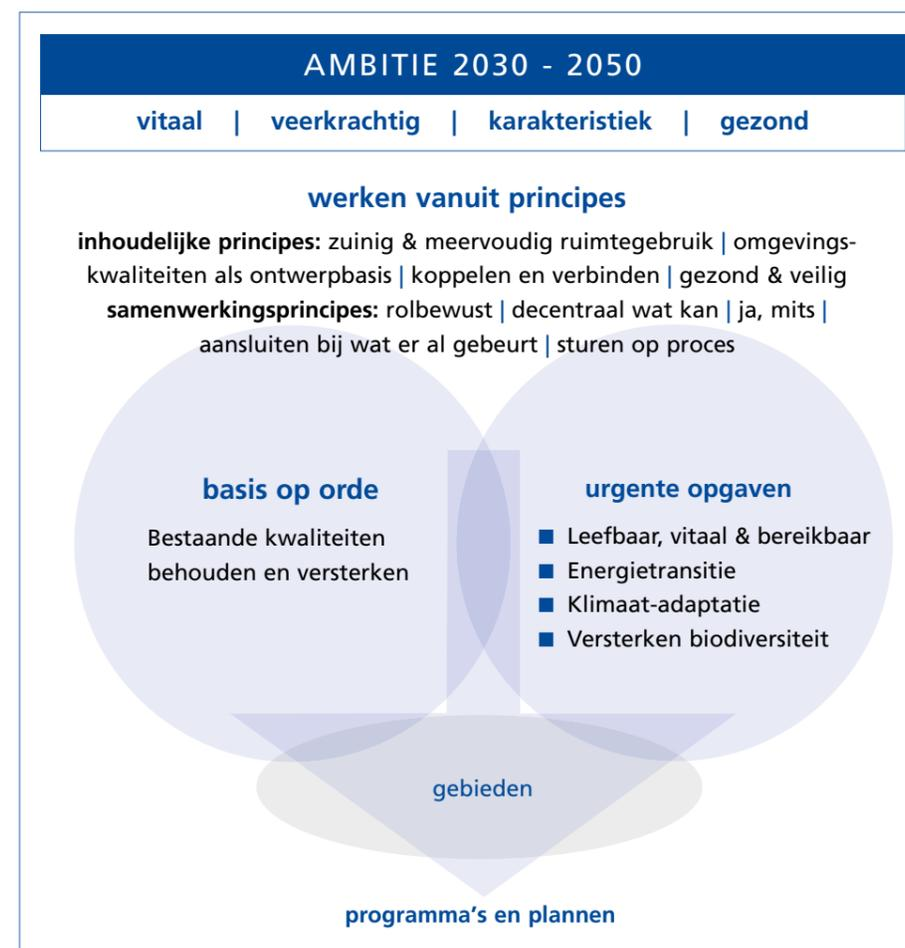 AMBITIE 2030 - 2050
vitaal | veerkrachtig | karakteristiek | gezond
werken vanuit principes
inhoudelijke principes: zuinig & meervoudig ruimtegebruik | omgevings-
kwaliteiten als ontwerpbasis | koppelen en verbinden | gezond & veilig
samenwerkingsprincipes: rolbewust | decentraal wat kan | ja, mits |
aansluiten bij wat er al gebeurt | sturen op proces
basis op orde
Bestaande kwaliteiten
behouden en versterken
urgente opgaven
■ Leefbaar, vitaal & bereikbaar
■ Energietransitie
■ Klimaat-adaptatie
■ Versterken biodiversiteit
gebieden
programma's en plannen